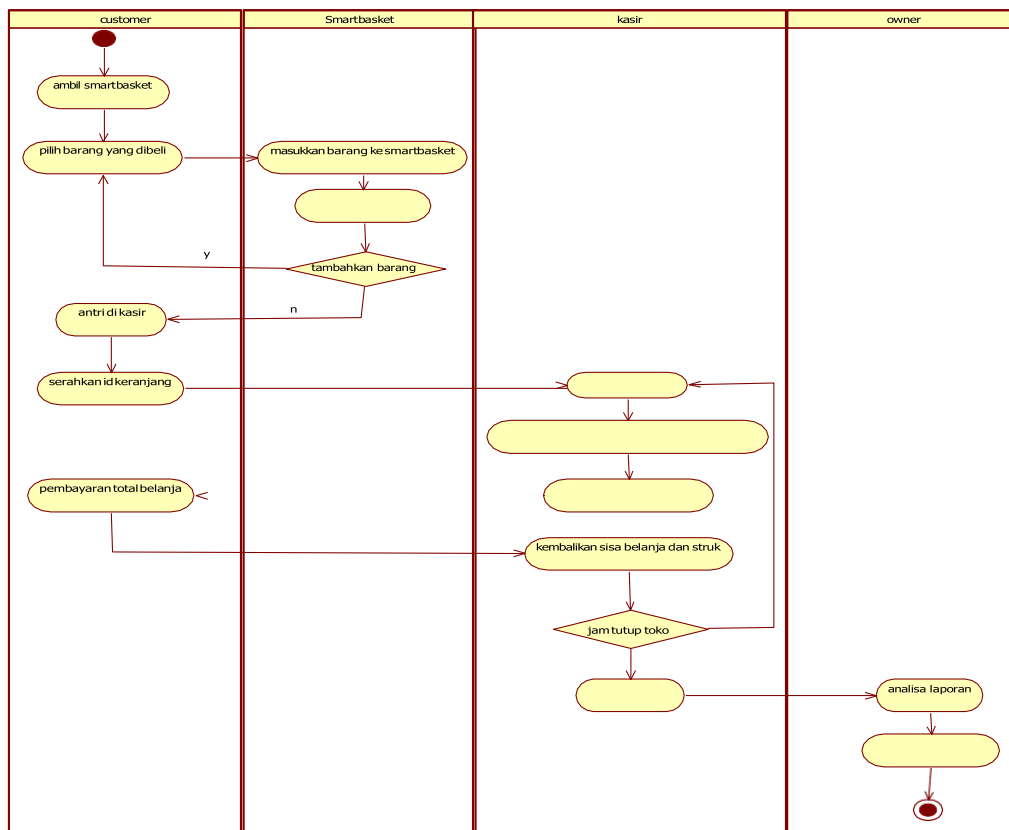 customer
Smartbasket
kasir
owner
ambil smartbasket
pilih barang yang dibeli
masukkan barang ke smartbasket
y
tambahkan barang
n
antri di kasir
serahkan id keranjang
pembayaran total belanja
kembalikan sisa belanja dan struk
jam tutup toko
analisa laporan